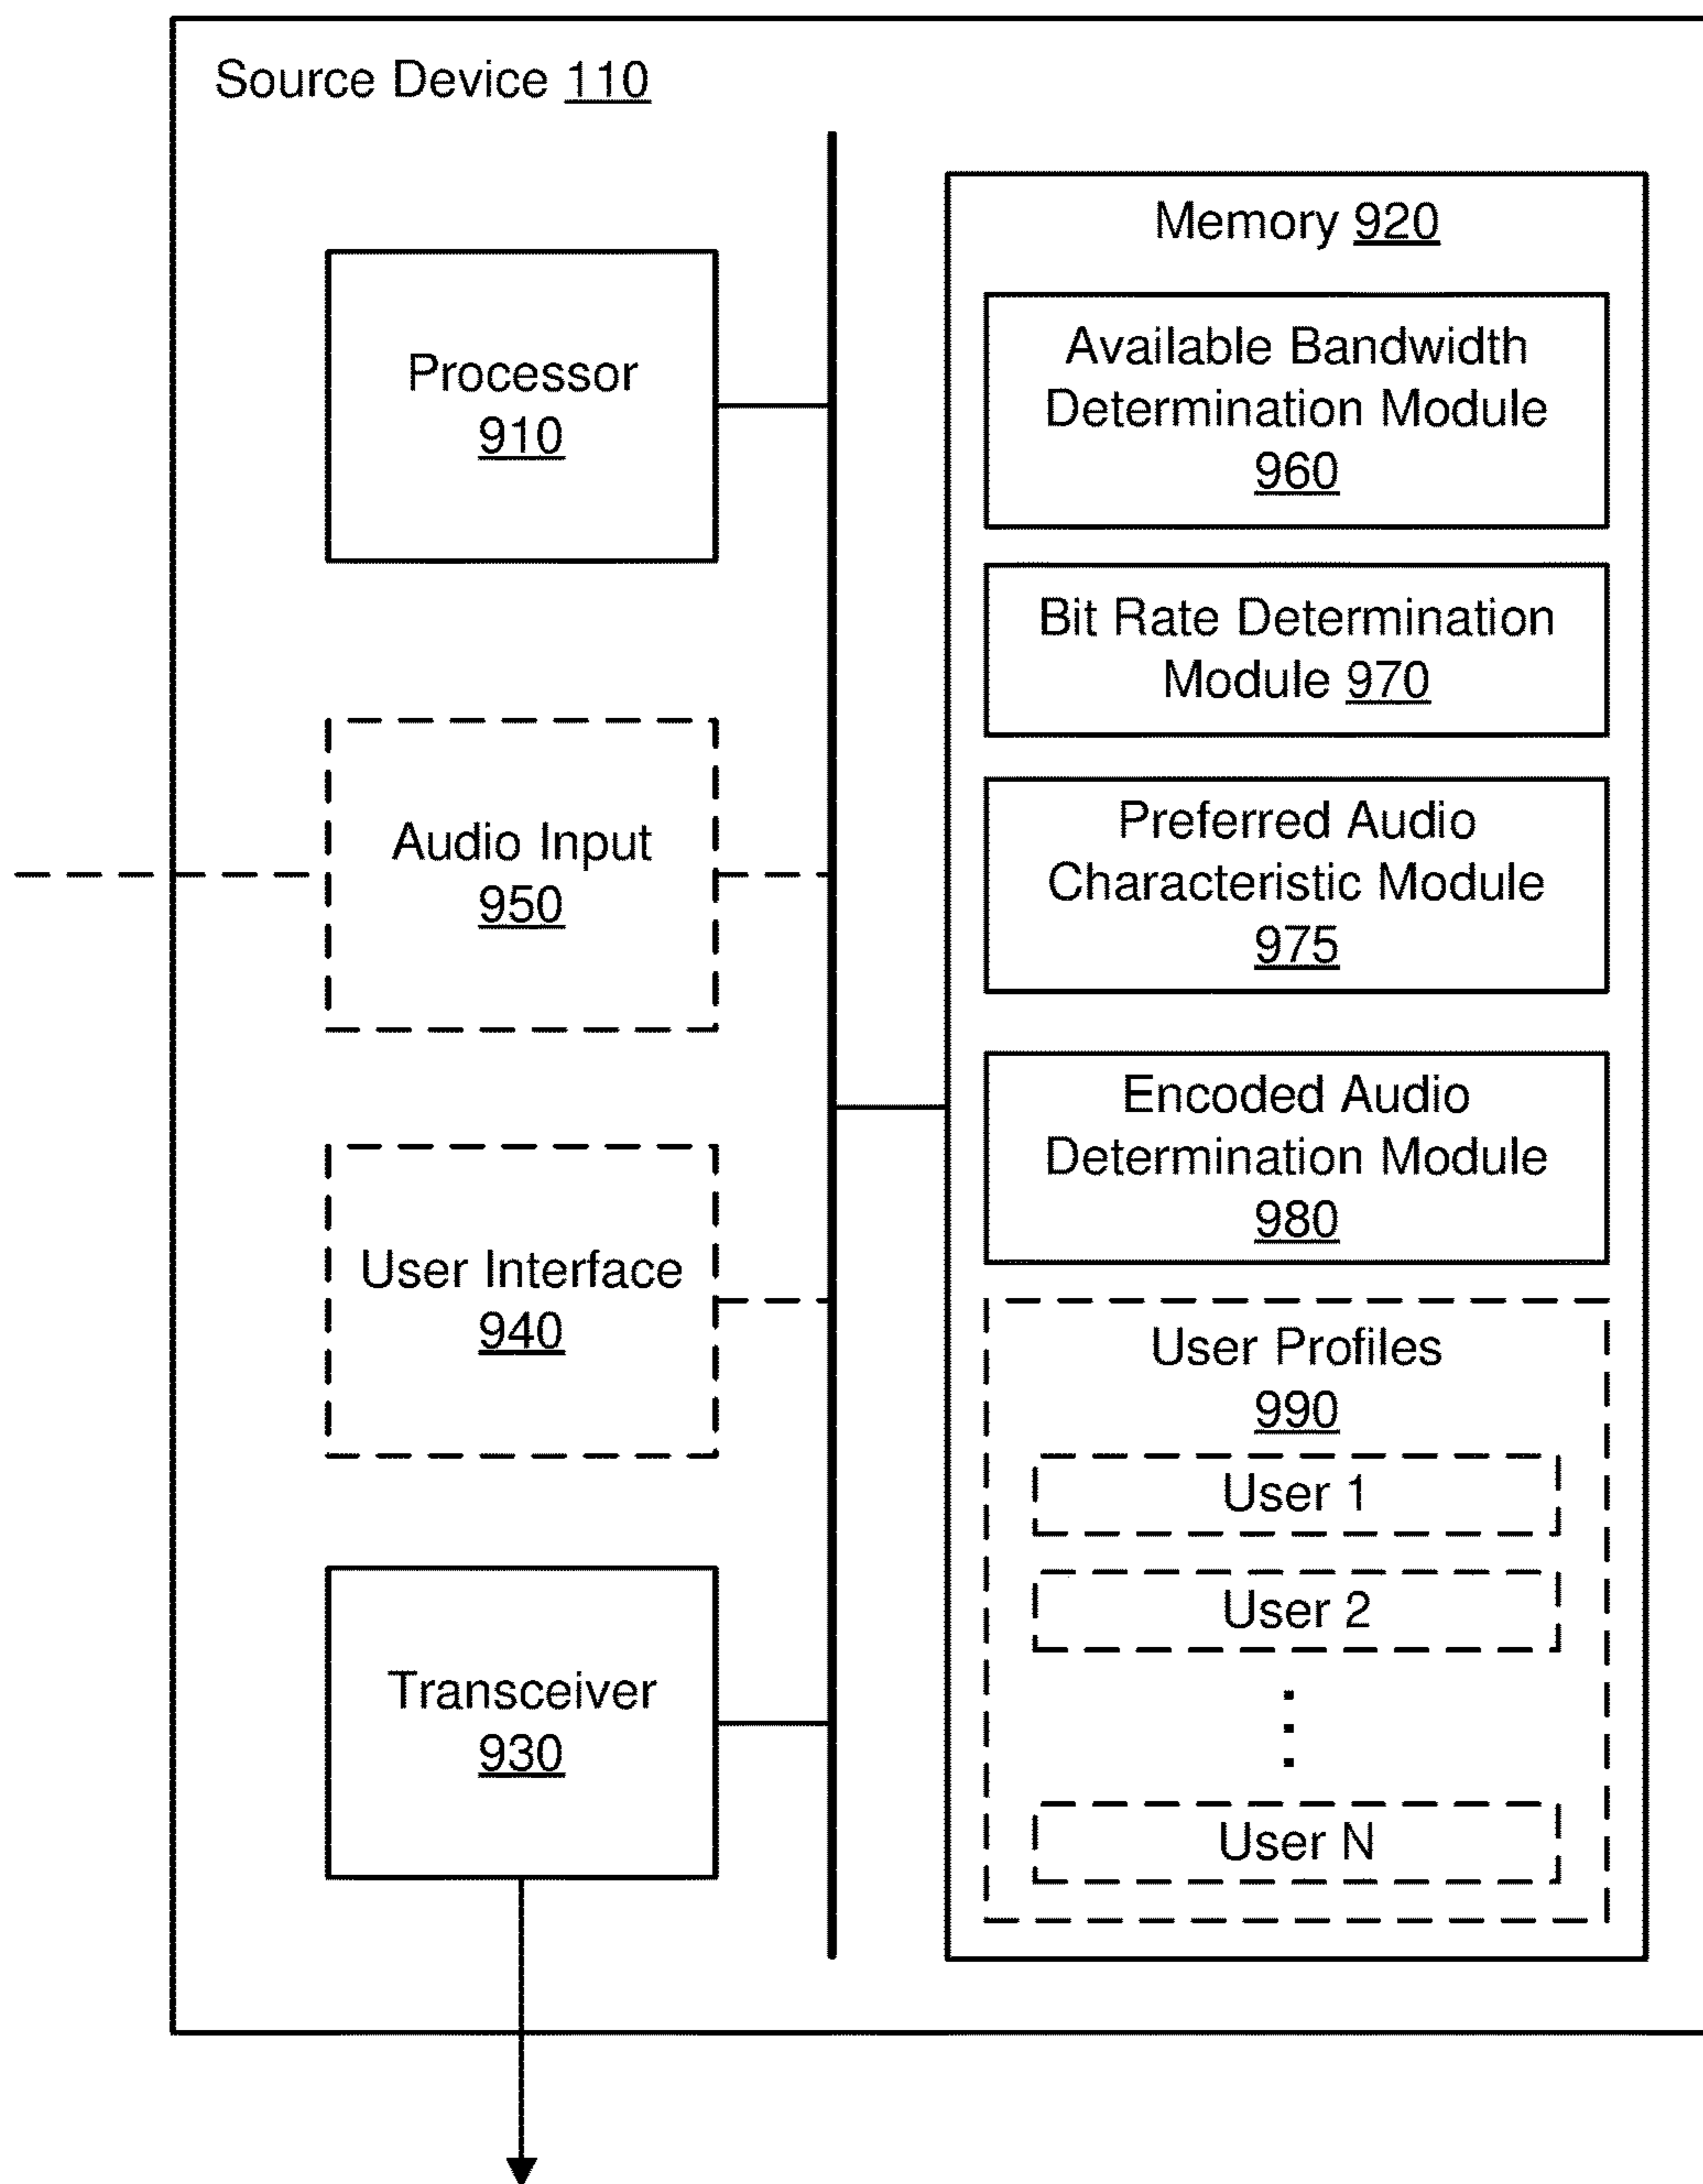 Source Device 110
Processor
910
Audio Input
950
User Interface
940
Transceiver
930
Memory 920
Available Bandwidth
Determination Module
960
Bit Rate Determination
Module 970
Preferred Audio
Characteristic Module
975
Encoded Audio
Determination Module
980
User Profiles
990
User 1
User 2
User N